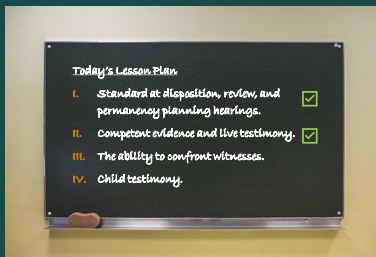 Today's Lesson Plan
I. Standard at disposition, review, and
permanency planning hearings.
II. Competent evidence and live testimony.
III. The ability to confront witnesses.
IV. Child testimony.